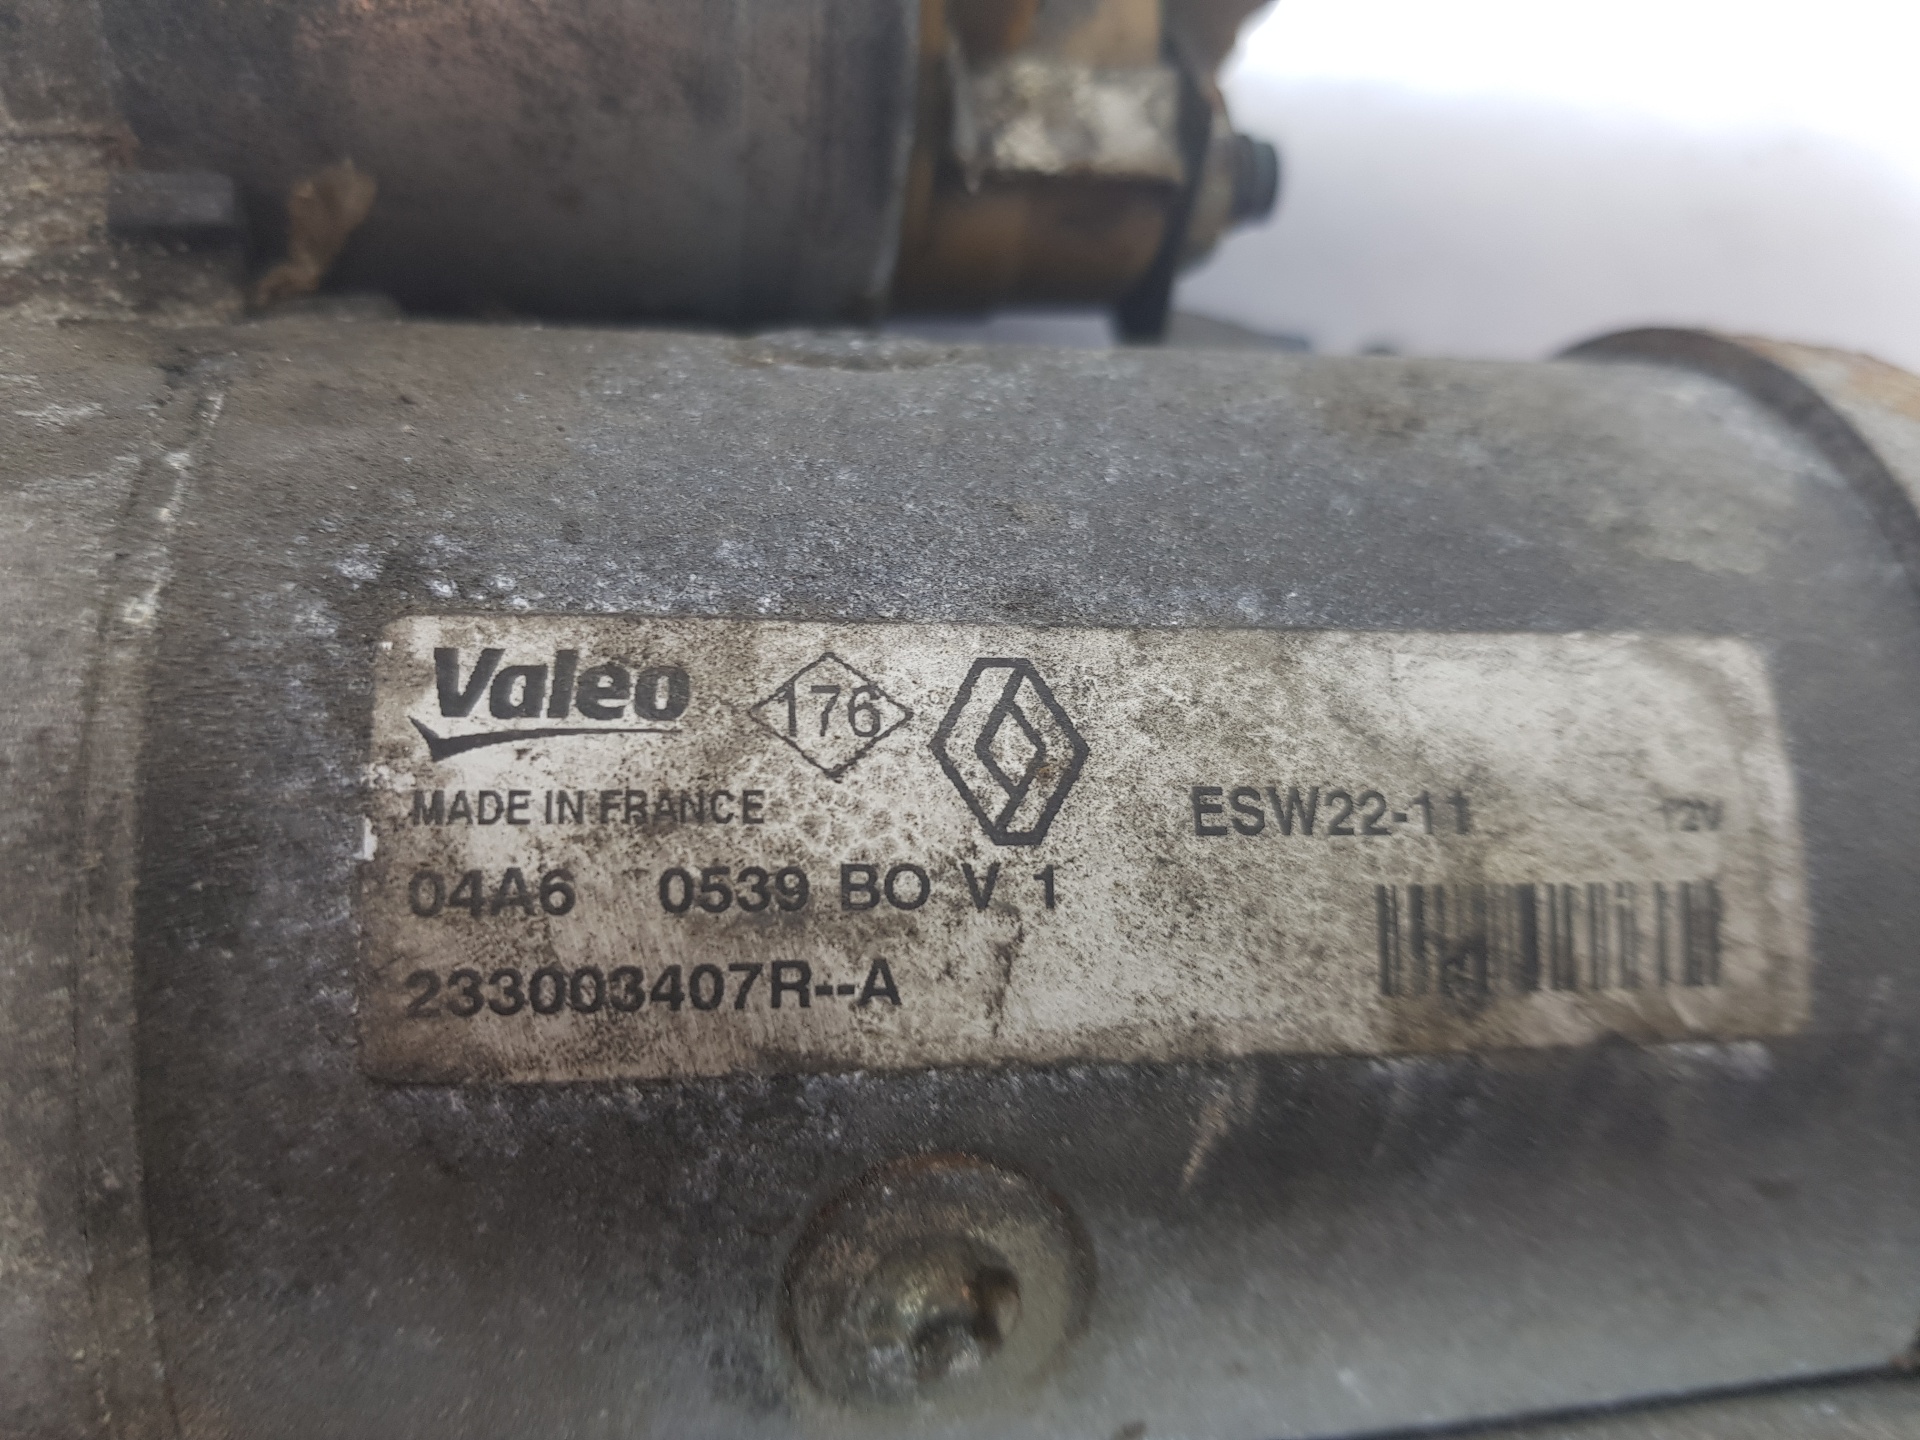 Valeo 176
MADE IN FRANCE ESW22-11 12V
04A6 0539 BO V 1
233003407R--A